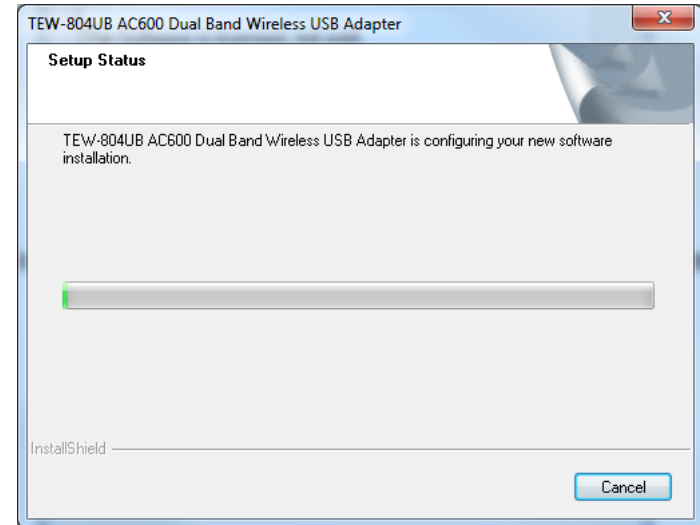 TEW-804UB AC600 Dual Band Wireless USB Adapter
Setup Status
TEW-804UB AC600 Dual Band Wireless USB Adapter is configuring your new software
installation.
InstallShield
Cancel